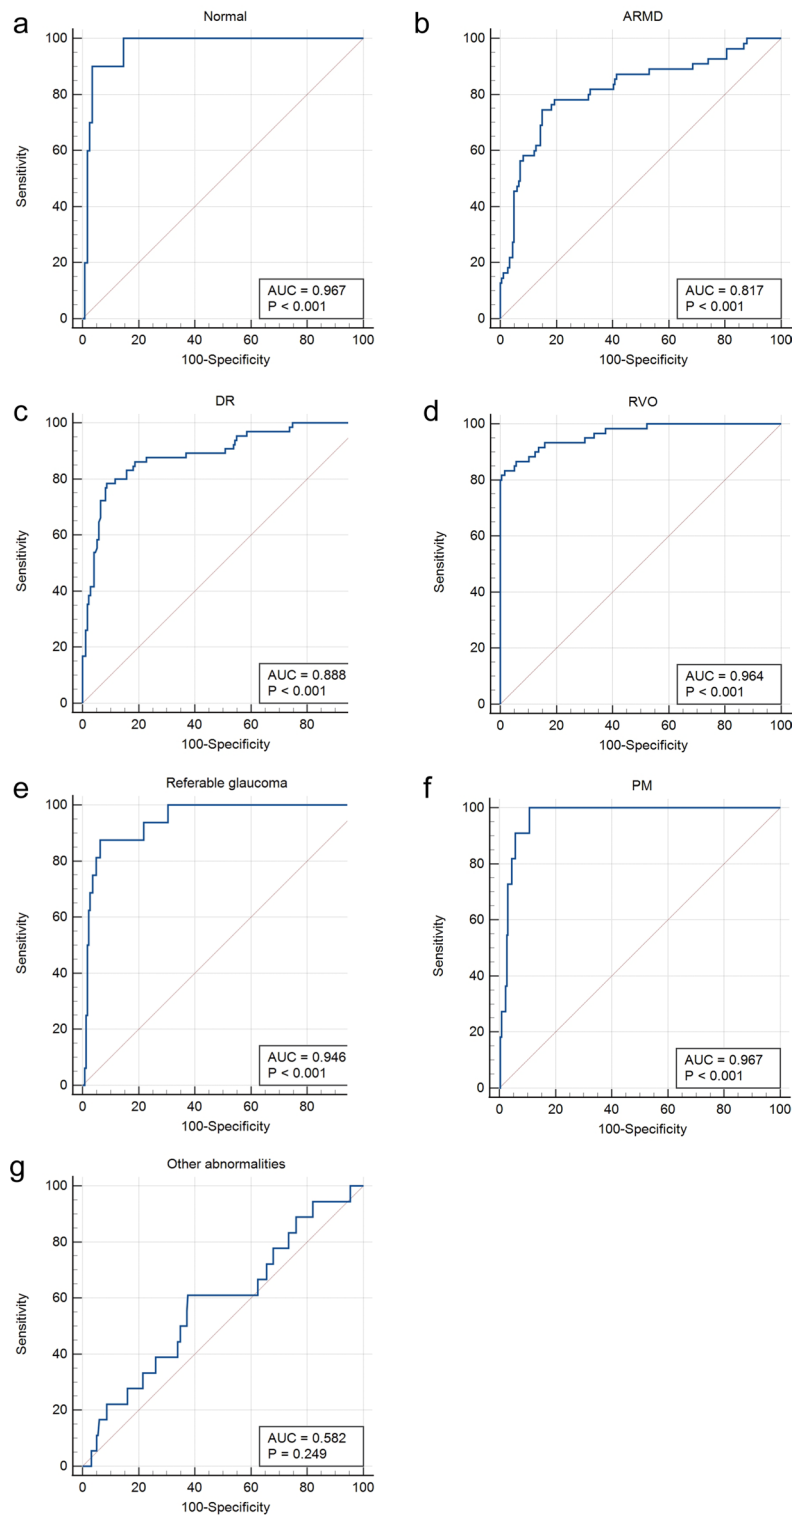 a
Normal
100
80
60
40
20
0
Sensitivity
AUC = 0.967
P < 0.001
0 20 40 60 80 100
100-Specificity
b
ARMD
100
80
60
40
20
0
Sensitivity
AUC = 0.817
P < 0.001
0 20 40 60 80 100
100-Specificity
c
DR
100
80
60
40
20
0
Sensitivity
AUC = 0.888
P < 0.001
0 20 40 60 80
100-Specificity
d
RVO
100
80
60
40
20
0
Sensitivity
AUC = 0.964
P < 0.001
0 20 40 60 80 100
100-Specificity
e
Referable glaucoma
100
80
60
40
20
0
Sensitivity
AUC = 0.946
P < 0.001
0 20 40 60 80
100-Specificity
f
PM
100
80
60
40
20
0
Sensitivity
AUC = 0.967
P < 0.001
0 20 40 60 80 100
100-Specificity
g
Other abnormalities
100
80
60
40
20
0
Sensitivity
AUC = 0.582
P = 0.249
0 20 40 60 80 100
100-Specificity